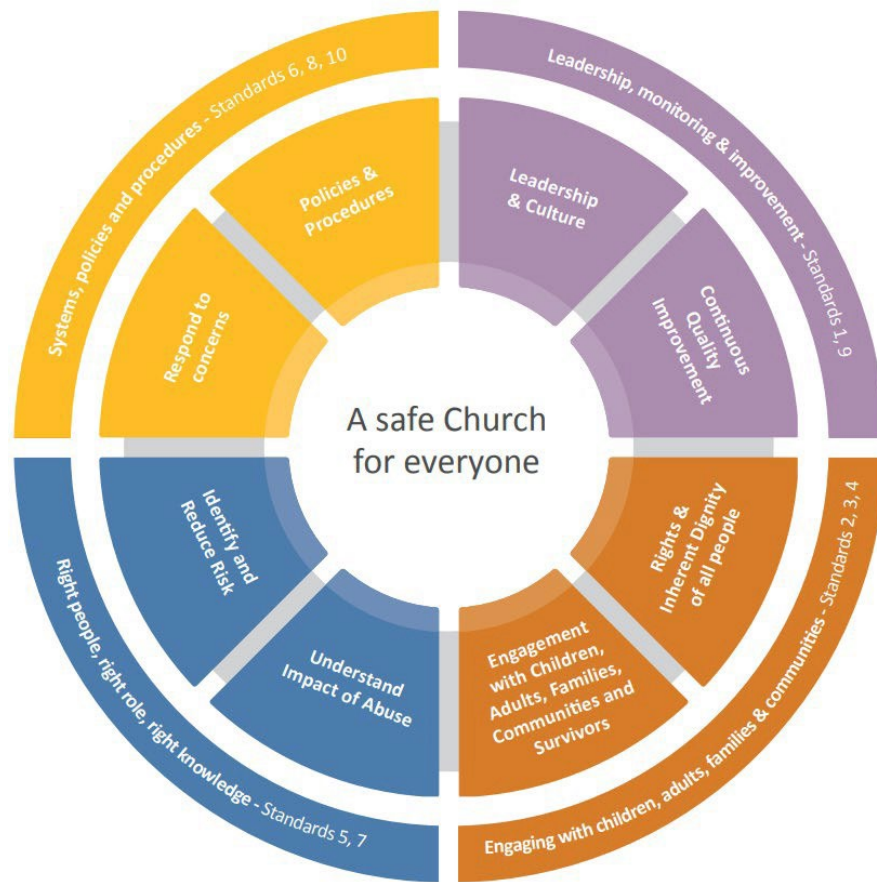 Systems, policies and procedures - Standards 6, 8, 10
Leadership, monitoring & improvement - Standards 1, 9
Policies &
Procedures
Leadership
& Culture
Respond to
concerns
Continuous
Quality
Improvement
A safe Church
for everyone
Identify and
Reduce Risk
Rights &
Inherent Dignity
of all people
Understand
Impact of Abuse
Engagement
with Children,
Adults, Families,
Communities and
Survivors
Right people, right role, right knowledge - Standards 5, 7
Engaging with children, adults, families & communities - Standards 2, 3, 4